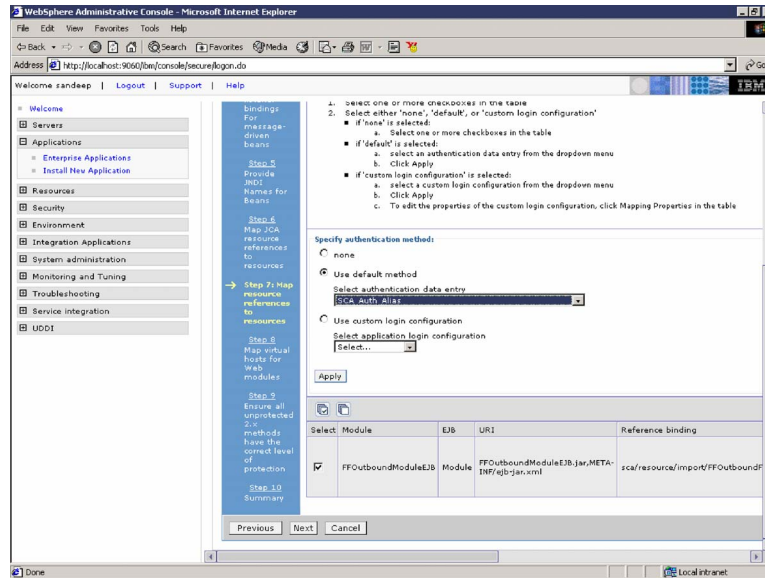 WebSphere Administrative Console - Microsoft Internet Explorer
File Edit View Favorites Tools Help
Back Search Favorites Media
Address http://localhost:9060/ibm/console/secure/logon.do Go
Welcome sandeep | Logout | Support | Help IBM
Welcome
Servers
Applications
Enterprise Applications
Install New Application
Resources
Security
Environment
Integration Applications
System administration
Monitoring and Tuning
Troubleshooting
Service integration
UDDI
bindings
For
message-
driven
beans
Step 5
Provide
JNDI
Names for
Beans
Step 6
Map JCA
resource
references
to
resources
Step 7: Map
resource
references
to
resources
Step 8
Map virtual
hosts for
Web
modules
Step 9
Ensure all
unprotected
2.x
methods
have the
correct level
of
protection
Step 10
Summary
1. Select one or more checkboxes in the table
2. Select either 'none', 'default', or 'custom login configuration'
if 'none' is selected:
a. Select one or more checkboxes in the table
if 'default' is selected:
a. select an authentication data entry from the dropdown menu
b. Click Apply
if 'custom login configuration' is selected:
a. select a custom login configuration from the dropdown menu
b. Click Apply
c. To edit the properties of the custom login configuration, click Mapping Properties in the table
Specify authentication method:
none
Use default method
Select authentication data entry
SCA_Auth_Alias
Use custom login configuration
Select application login configuration
Select...
Apply
Select Module EJB URI Reference binding
FFOutboundModuleEJB Module FFOutboundModuleEJB.jar,META-INF/ejb-jar.xml sca/resource/import/FFOutboundF
Previous Next Cancel
Done Local intranet